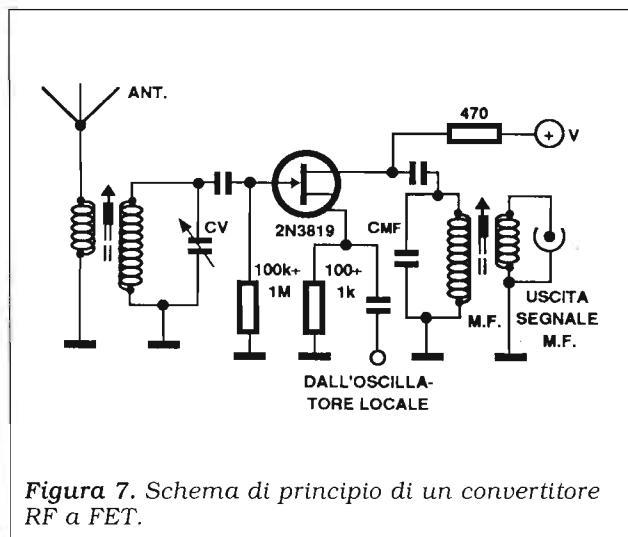 ANT.
470
+ V
CV
2N3819
CMF
100k÷
1M
100÷
1k
M.F.
USCITA
SEGNALE
M.F.
DALL'OSCILLA-
TORE LOCALE
Figura 7. Schema di principio di un convertitore
RF a FET.